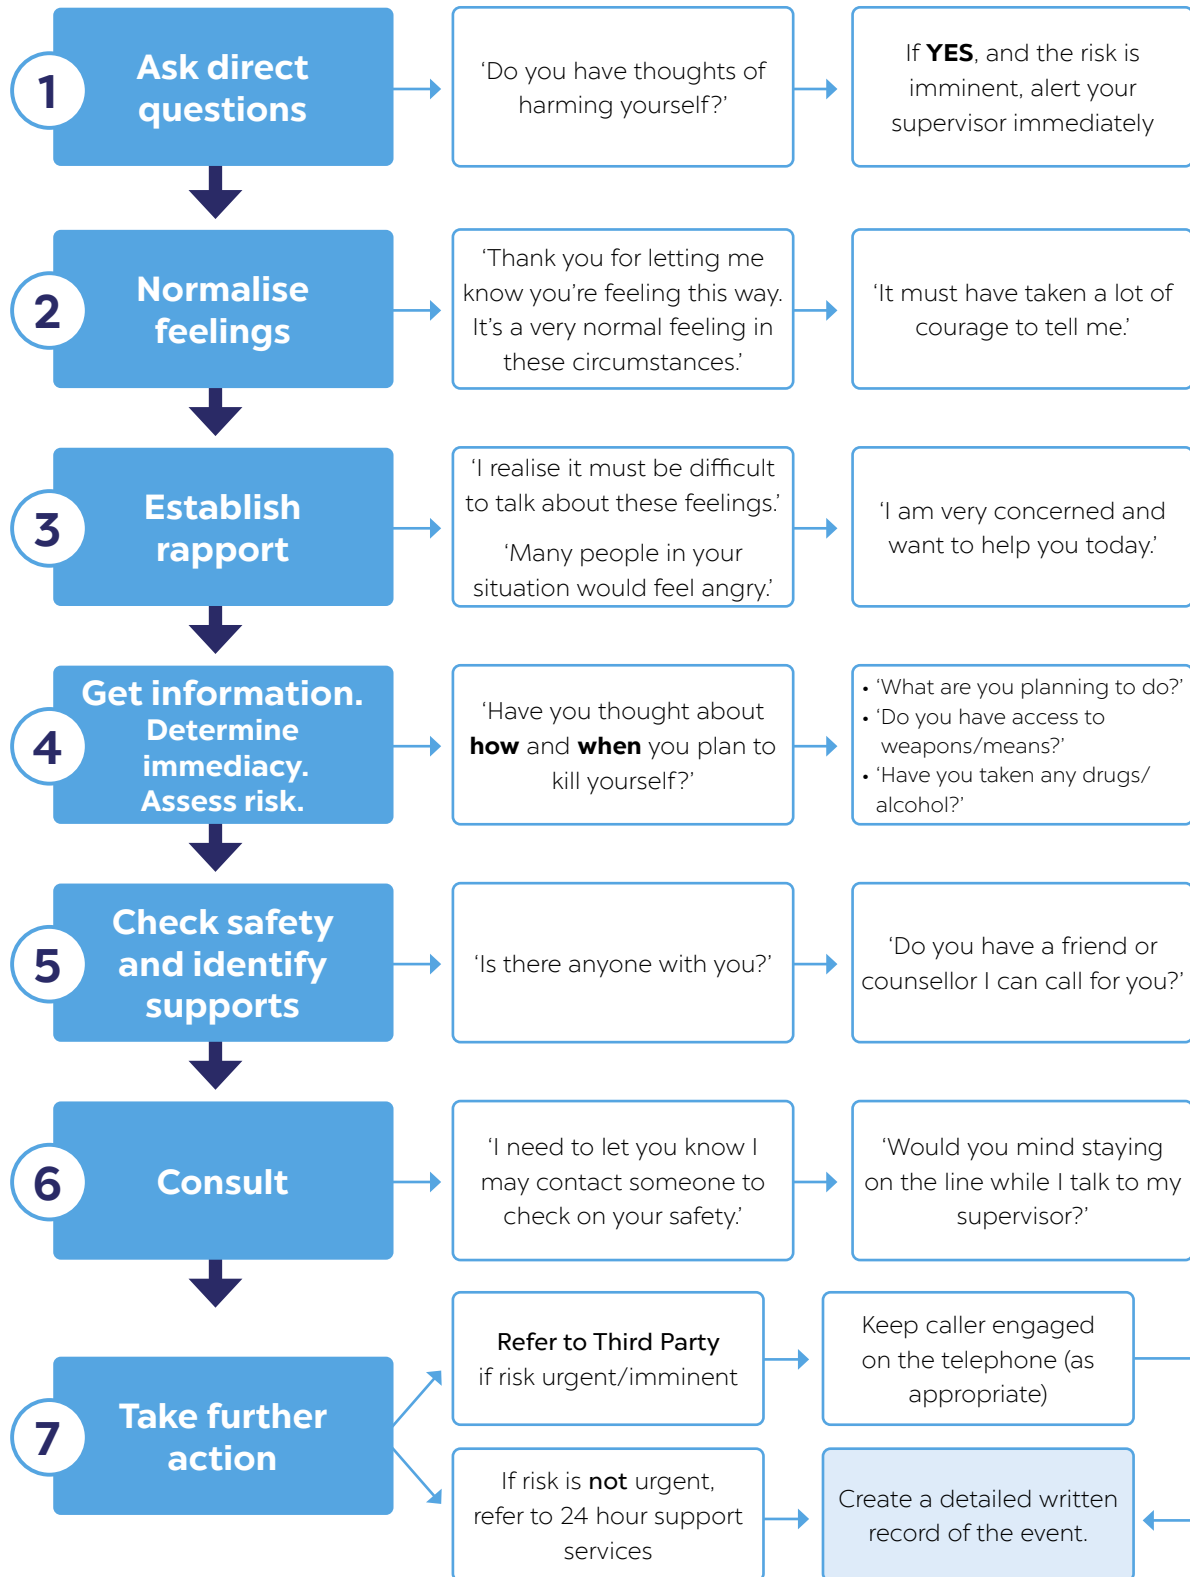 1
Ask direct
questions
‘Do you have thoughts of
harming yourself?’
If YES, and the risk is
imminent, alert your
supervisor immediately
2
Normalise
feelings
‘Thank you for letting me
know you’re feeling this way.
It’s a very normal feeling in
these circumstances.’
‘It must have taken a lot of
courage to tell me.’
3
Establish
rapport
‘I realise it must be difficult
to talk about these feelings.’
‘Many people in your
situation would feel angry.’
‘I am very concerned and
want to help you today.’
4
Get information.
Determine
immediacy.
Assess risk.
‘Have you thought about
how and when you plan to
kill yourself?’
• ‘What are you planning to do?’
• ‘Do you have access to
weapons/means?’
• ‘Have you taken any drugs/
alcohol?’
5
Check safety
and identify
supports
‘Is there anyone with you?’
‘Do you have a friend or
counsellor I can call for you?’
6
Consult
‘I need to let you know I
may contact someone to
check on your safety.’
‘Would you mind staying
on the line while I talk to my
supervisor?’
7
Take further
action
Refer to Third Party
if risk urgent/imminent
Keep caller engaged
on the telephone (as
appropriate)
If risk is not urgent,
refer to 24 hour support
services
Create a detailed written
record of the event.